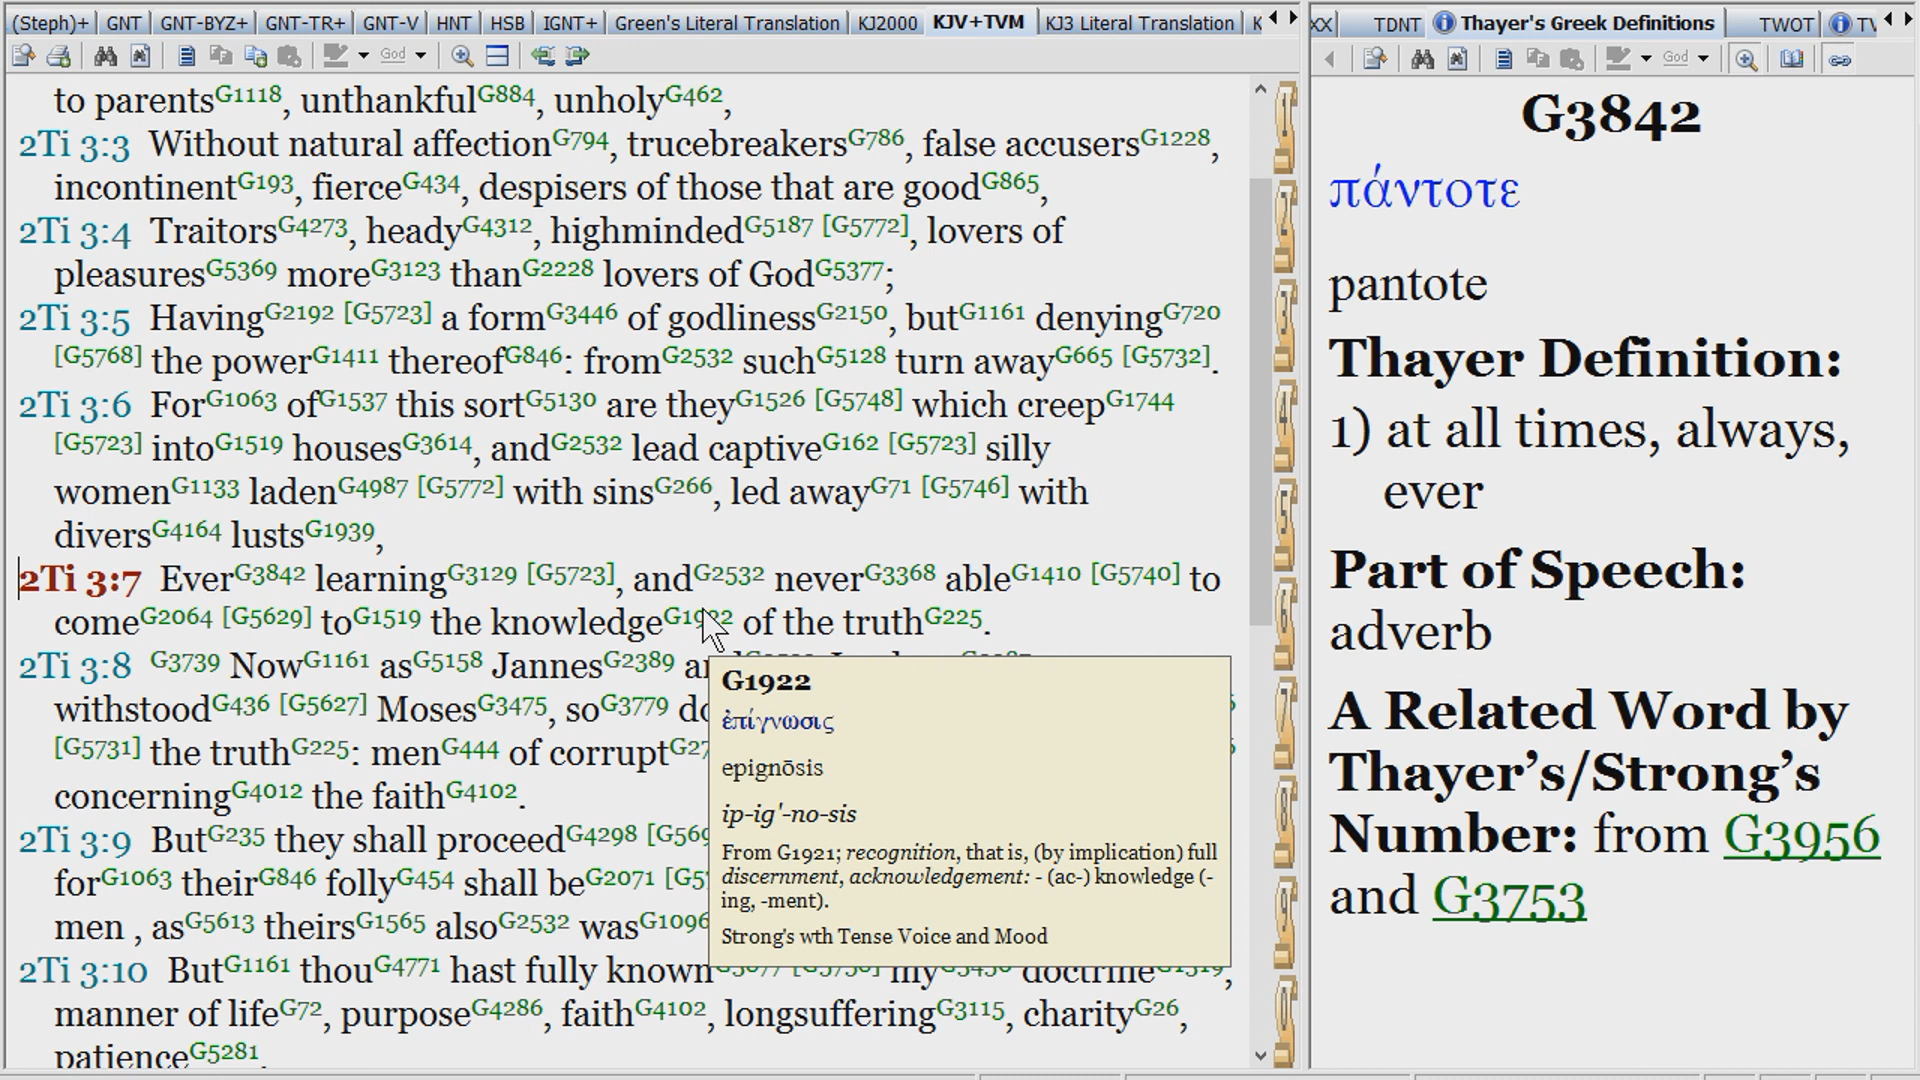 (Steph)+ GNT GNT-BYZ+ GNT-TR+ GNT-V HNT HSB IGNT+ Green's Literal Translation KJ2000 KJV+TVM KJ3 Literal Translation K
God
to parentsG1118, unthankfulG884, unholyG462,
2Ti 3:3 Without natural affectionG794, trucebreakersG786, false accusersG1228,
incontinentG193, fierceG434, despisers of those that are goodG865,
2Ti 3:4 TraitorsG4273, headyG4312, highmindedG5187 [G5772], lovers of
pleasuresG5369 moreG3123 thanG2228 lovers of GodG5377;
2Ti 3:5 HavingG2192 [G5723] a formG3446 of godlinessG2150, butG1161 denyingG720
[G5768] the powerG1411 thereofG846: fromG2532 suchG5128 turn awayG665 [G5732].
2Ti 3:6 ForG1063 ofG1537 this sortG5130 are theyG1526 [G5748] which creepG1744
[G5723] intoG1519 housesG3614, andG2532 lead captiveG162 [G5723] silly
womenG1133 ladenG4987 [G5772] with sinsG266, led awayG71 [G5746] with
diversG4164 lustsG1939,
2Ti 3:7 EverG3842 learningG3129 [G5723], andG2532 neverG3368 ableG1410 [G5740] to
comeG2064 [G5629] toG1519 the knowledgeG1922 of the truthG225.
2Ti 3:8 G3739 NowG1161 asG5158 JannesG2389
withstoodG436 [G5627] MosesG3475, soG3779
[G5731] the truthG225: menG444 of corrupt
concerningG4012 the faithG4102.
2Ti 3:9 ButG235 they shall proceedG4298
forG1063 theirG846 follyG454 shall beG2071
men , asG5613 theirsG1565 alsoG2532 wasG1096
2Ti 3:10 ButG1161 thouG4771 hast fully known my doctrine,
manner of lifeG72, purposeG4286, faithG4102, longsufferingG3115, charityG26,
patienceG5281.
G1922
ἐπίγνωσις
epignōsis
ip-ig'-no-sis
From G1921; recognition, that is, (by implication) full
discernment, acknowledgement: - (ac-) knowledge (-
ing, -ment).
Strong's wth Tense Voice and Mood
TDNT Thayer's Greek Definitions TWOT
God
G3842
πάντοτε
pantote
Thayer Definition:
1) at all times, always,
ever
Part of Speech:
adverb
A Related Word by
Thayer’s/Strong’s
Number: from G3956
and G3753